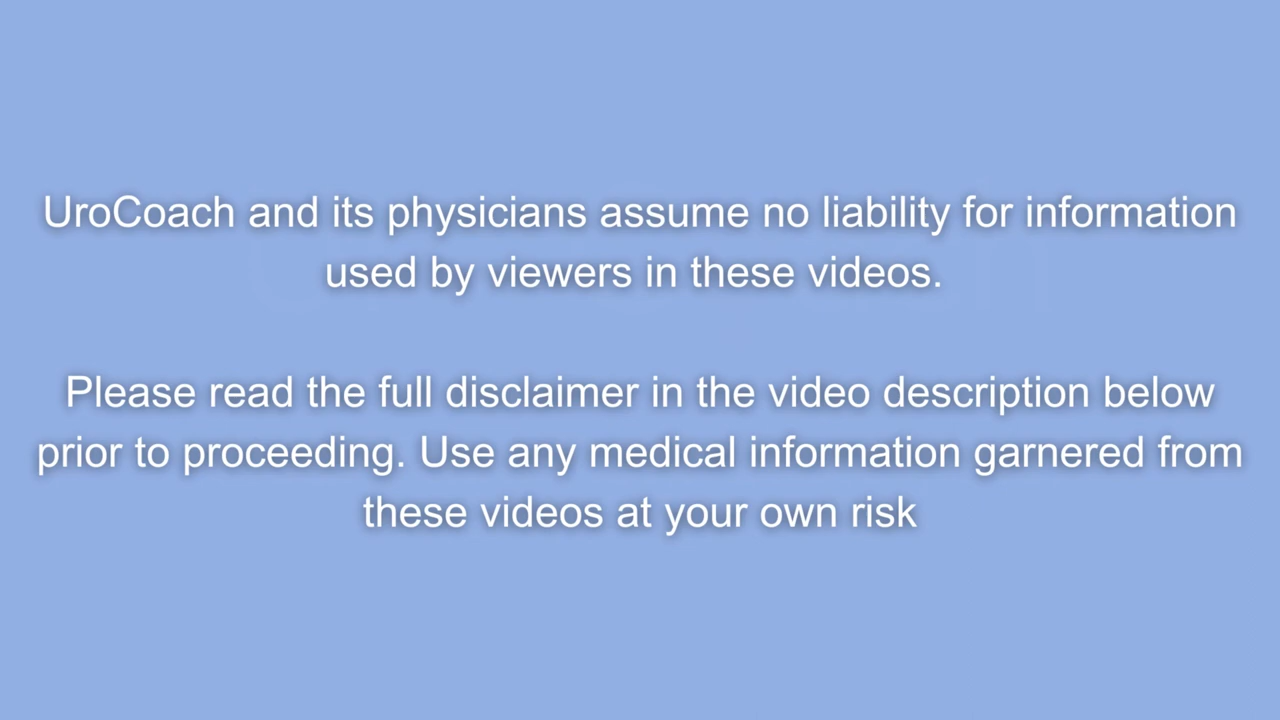 UroCoach and its physicians assume no liability for information
used by viewers in these videos.
Please read the full disclaimer in the video description below
prior to proceeding. Use any medical information garnered from
these videos at your own risk